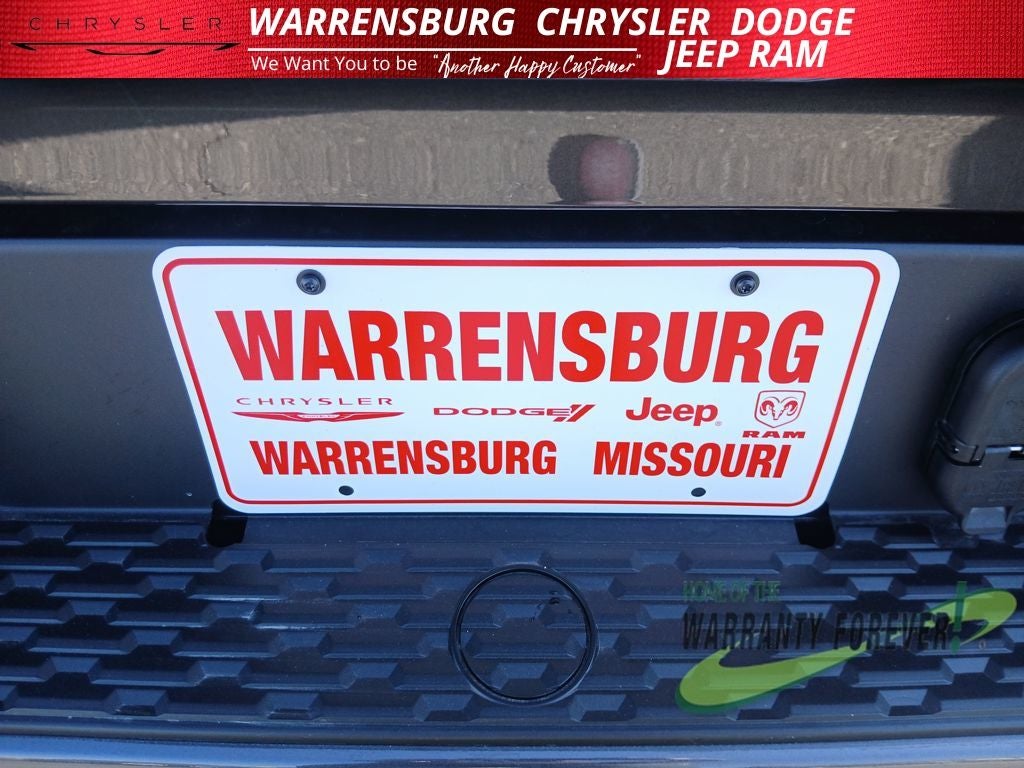 CHRYSLER
WARRENSBURG CHRYSLER DODGE
JEEP RAM
We Want You to be "Another Happy Customer"
WARRENSBURG
CHRYSLER DODGE Jeep RAM
WARRENSBURG MISSOURI
HOME OF THE
WARRANTY FOREVER!